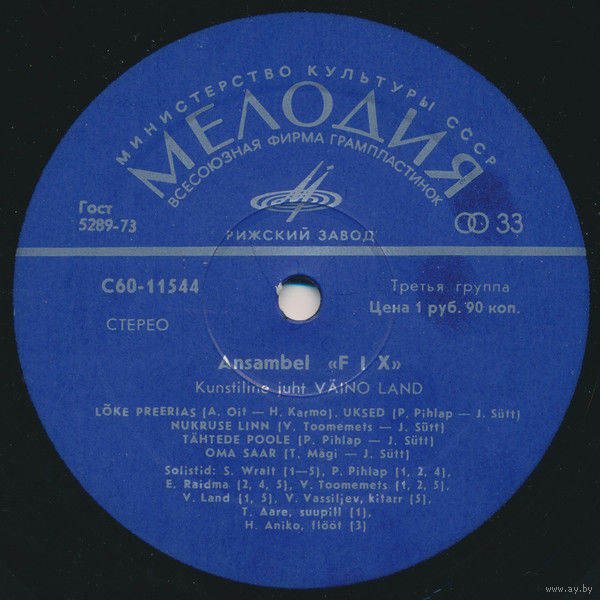 МИНИСТЕРСТВО КУЛЬТУРЫ СССР
МЕЛОДИЯ
ВСЕСОЮЗНАЯ ФИРМА ГРАМПЛАСТИНОК
Гост
5289-73
33
РИЖСКИЙ ЗАВОД
С60-11544
Третья группа
Цена 1 руб. 90 коп.
СТЕРЕО
Ansambel «F I X»
Kunstiline juht VÄINO LAND
LÕKE PREERIAS (A. Oit — H. Karmo), UKSED (P. Pihlap — J. Sütt)
NUKRUSE LINN (V. Toomemets — J. Sütt)
TÄHTEDE POOLE (P. Pihlap — J. Sütt)
OMA SAAR (T. Mägi — J. Sütt)
Solistid: S. Wrait (1—5), P. Pihlap (1, 2, 4),
E. Raidma (2, 4, 5), V. Toomemets (1, 2),
V. Land (1, 5), V. Vassiljev, kitarr (5),
T. Aare, suupill (1),
H. Aniko, flööt (3)
www.ay.by